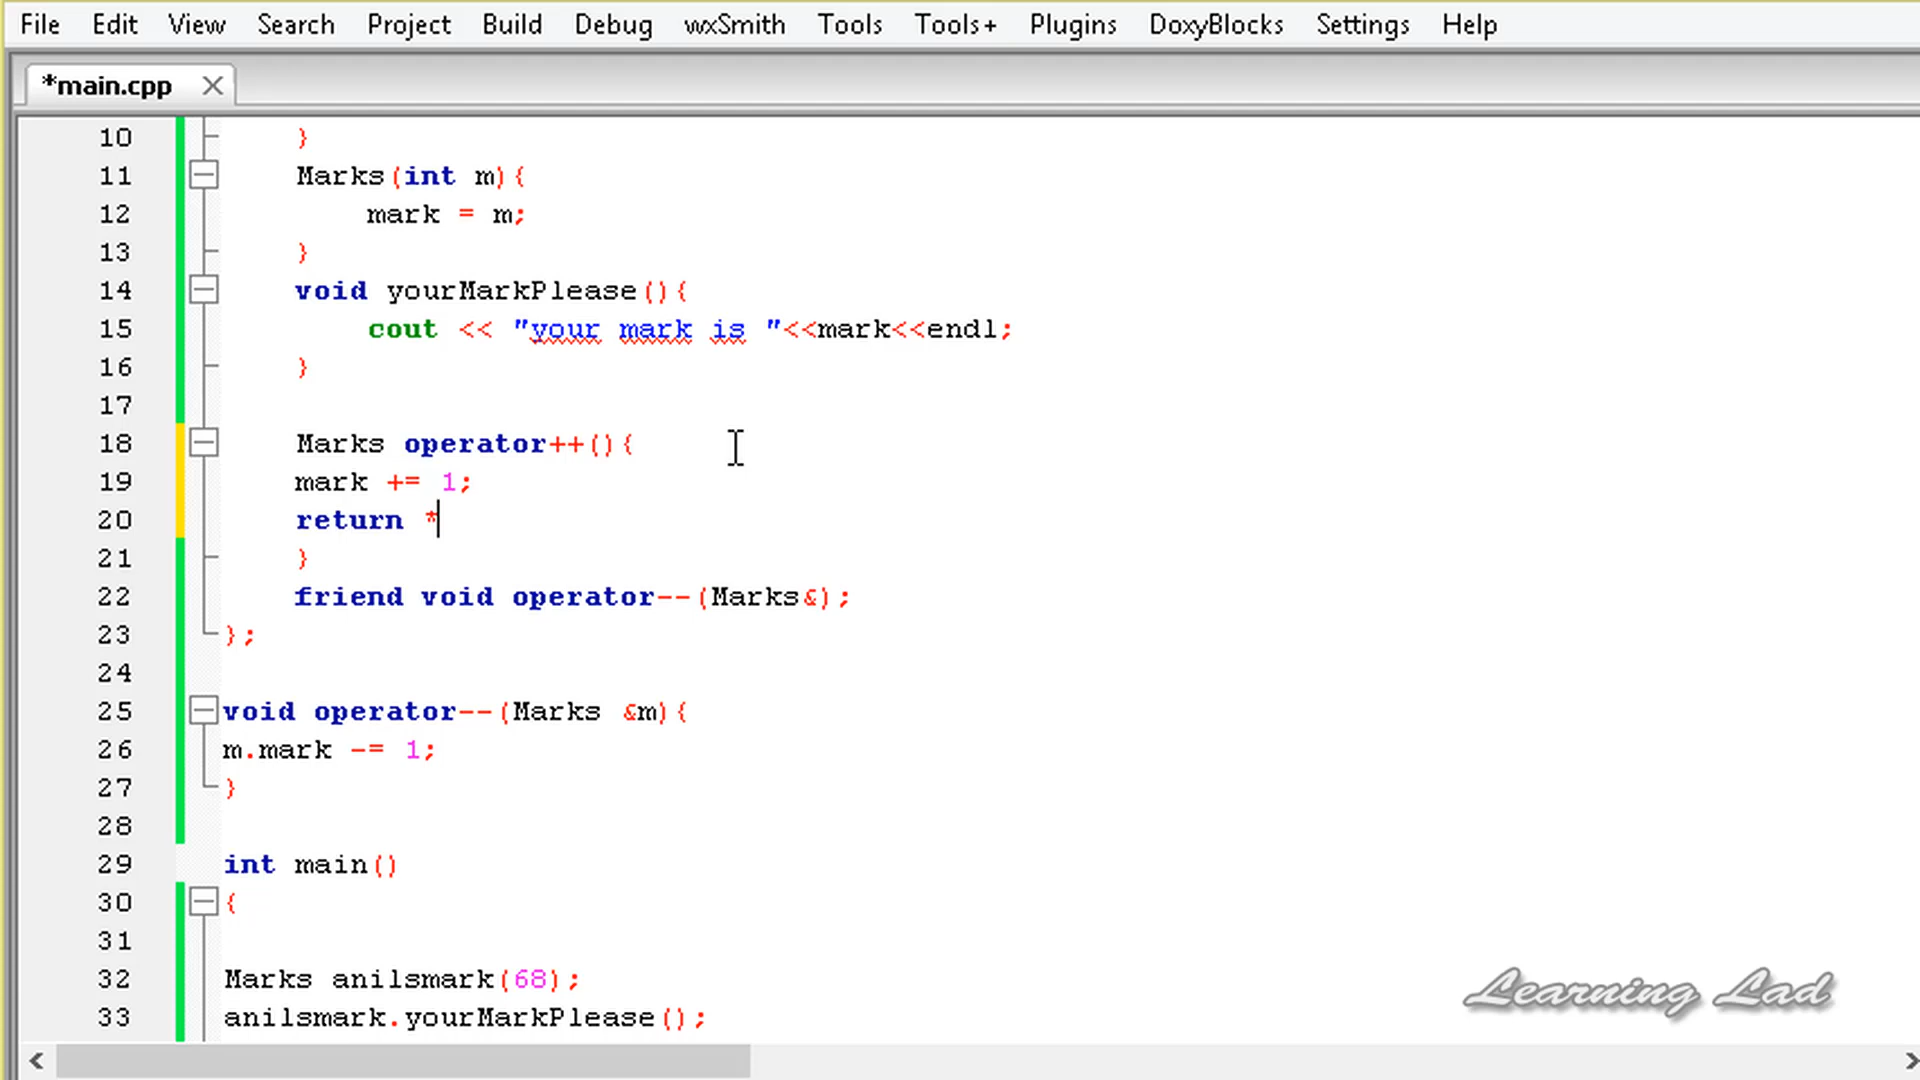 File Edit View Search Project Build Debug wxSmith Tools Tools+ Plugins DoxyBlocks Settings Help
*main.cpp
10 }
11 Marks(int m){
12 mark = m;
13 }
14 void yourMarkPlease(){
15 cout << "your mark is "<<mark<<endl;
16 }
17
18 Marks operator++(){
19 mark += 1;
20 return *
21 }
22 friend void operator--(Marks&);
23 };
24
25 void operator--(Marks &m){
26 m.mark -= 1;
27 }
28
29 int main()
30 {
31
32 Marks anilsmark(68);
33 anilsmark.yourMarkPlease();
Learning Lad